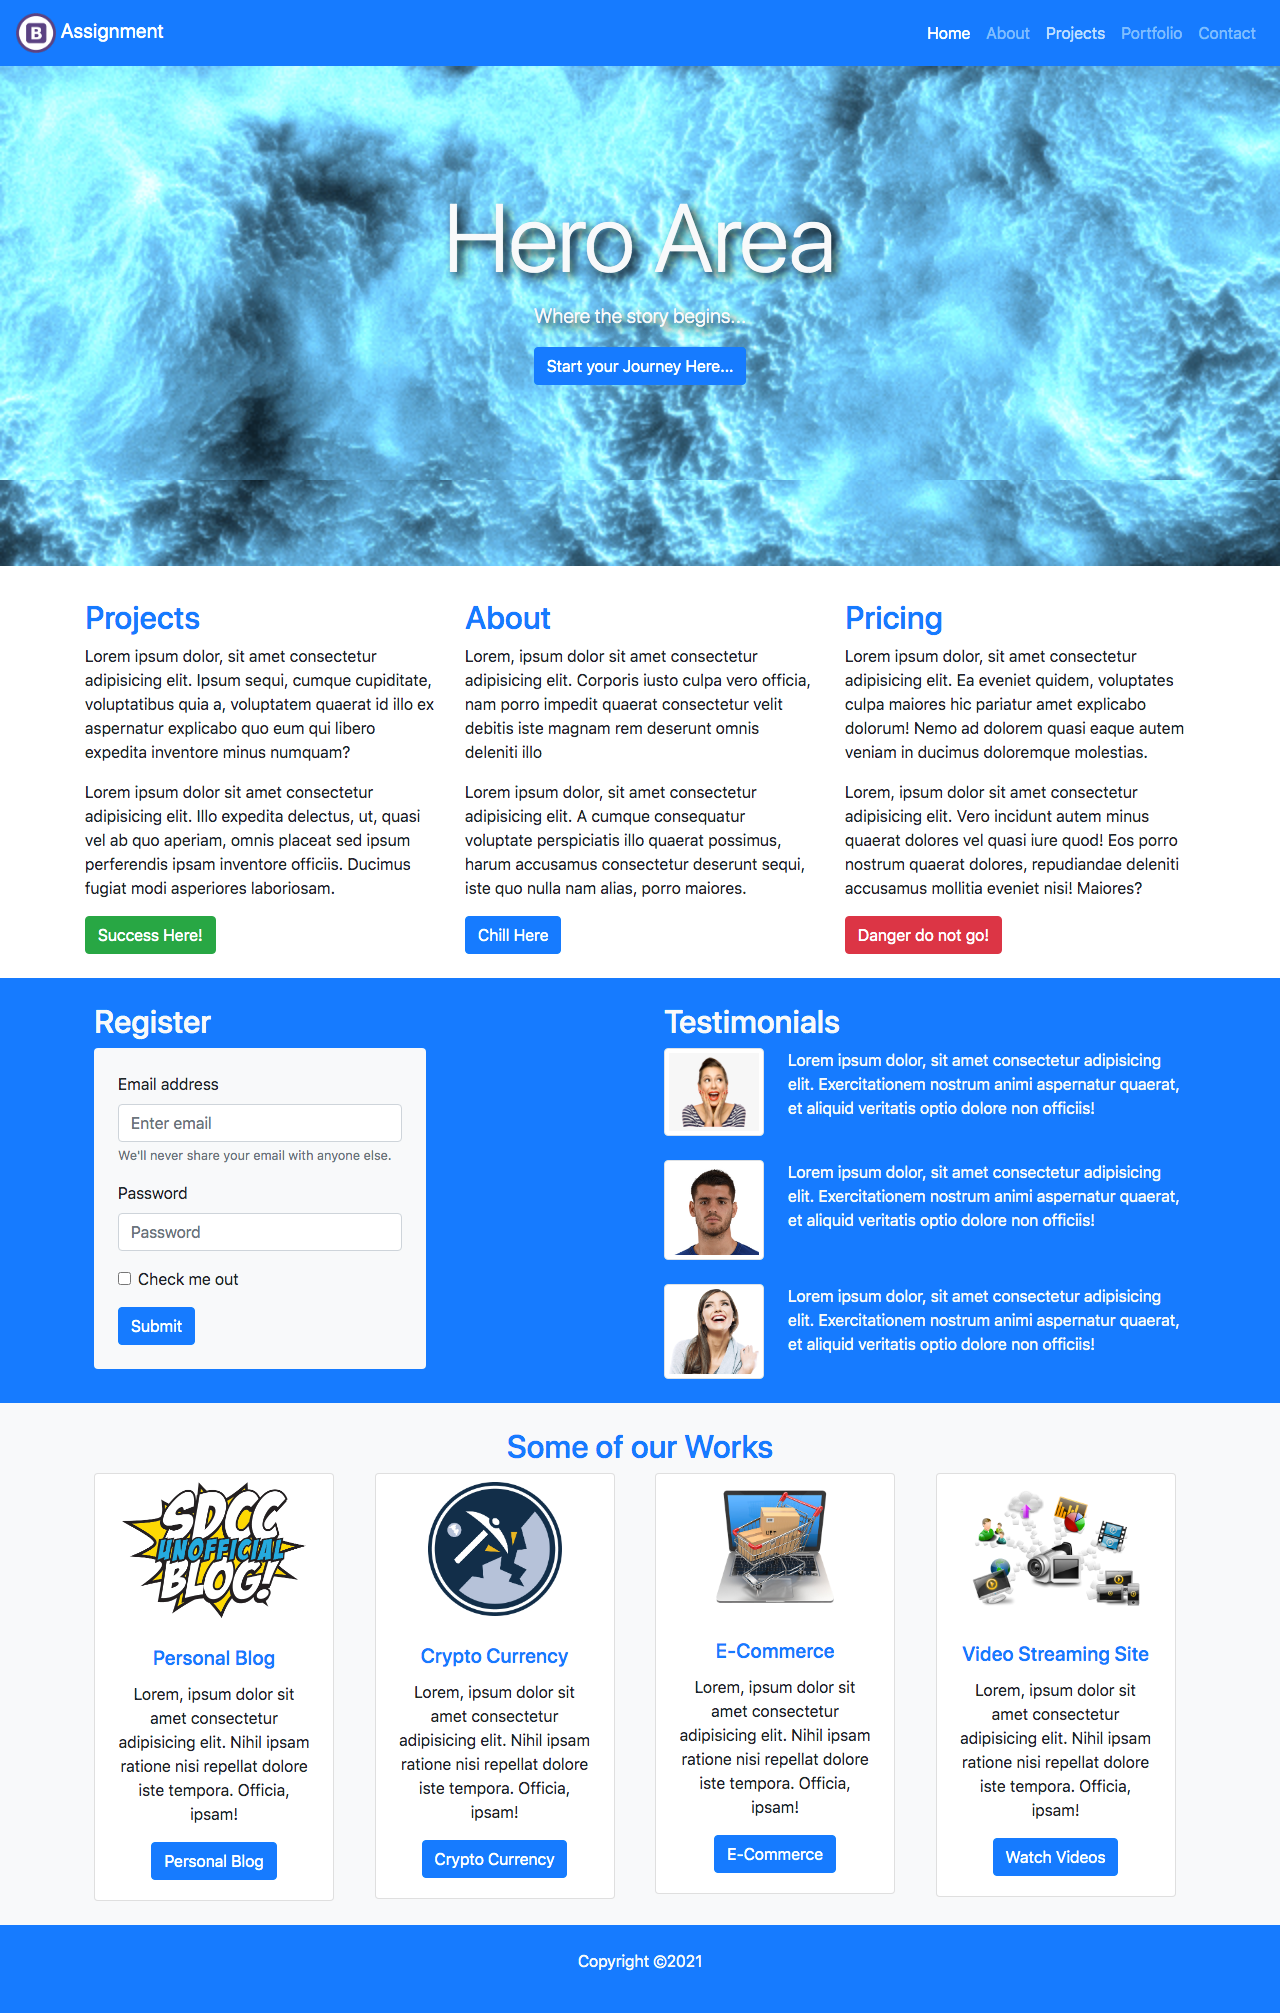 B Assignment
Home About Projects Portfolio Contact
Hero Area
Where the story begins...
Start your Journey Here...
Projects
Lorem ipsum dolor, sit amet consectetur
adipisicing elit. Ipsum sequi, cumque cupiditate,
voluptatibus quia a, voluptatem quaerat id illo ex
aspernatur explicabo quo eum qui libero
expedita inventore minus numquam?
Lorem ipsum dolor sit amet consectetur
adipisicing elit. Illo expedita delectus, ut, quasi
vel ab quo aperiam, omnis placeat sed ipsum
perferendis ipsam inventore officiis. Ducimus
fugiat modi asperiores laboriosam.
Success Here!
About
Lorem, ipsum dolor sit amet consectetur
adipisicing elit. Corporis iusto culpa vero officia,
nam porro impedit quaerat consectetur velit
debitis iste magnam rem deserunt omnis
deleniti illo
Lorem ipsum dolor, sit amet consectetur
adipisicing elit. A cumque consequatur
voluptate perspiciatis illo quaerat possimus,
harum accusamus consectetur deserunt sequi,
iste quo nulla nam alias, porro maiores.
Chill Here
Pricing
Lorem ipsum dolor, sit amet consectetur
adipisicing elit. Ea eveniet quidem, voluptates
culpa maiores hic pariatur amet explicabo
dolorum! Nemo ad dolorem quasi eaque autem
veniam in ducimus doloremque molestias.
Lorem, ipsum dolor sit amet consectetur
adipisicing elit. Vero incidunt autem minus
quaerat dolores vel quasi iure quod! Eos porro
nostrum quaerat dolores, repudiandae deleniti
accusamus mollitia eveniet nisi! Maiores?
Danger do not go!
Register
Email address
Enter email
We'll never share your email with anyone else.
Password
Password
Check me out
Submit
Testimonials
Lorem ipsum dolor, sit amet consectetur adipisicing
elit. Exercitationem nostrum animi aspernatur quaerat,
et aliquid veritatis optio dolore non officiis!
Lorem ipsum dolor, sit amet consectetur adipisicing
elit. Exercitationem nostrum animi aspernatur quaerat,
et aliquid veritatis optio dolore non officiis!
Lorem ipsum dolor, sit amet consectetur adipisicing
elit. Exercitationem nostrum animi aspernatur quaerat,
et aliquid veritatis optio dolore non officiis!
Some of our Works
SDCC
UNOFFICIAL
BLOG!
Personal Blog
Lorem, ipsum dolor sit
amet consectetur
adipisicing elit. Nihil ipsam
ratione nisi repellat dolore
iste tempora. Officia,
ipsam!
Personal Blog
Crypto Currency
Lorem, ipsum dolor sit
amet consectetur
adipisicing elit. Nihil ipsam
ratione nisi repellat dolore
iste tempora. Officia,
ipsam!
Crypto Currency
E-Commerce
Lorem, ipsum dolor sit
amet consectetur
adipisicing elit. Nihil ipsam
ratione nisi repellat dolore
iste tempora. Officia,
ipsam!
E-Commerce
Video Streaming Site
Lorem, ipsum dolor sit
amet consectetur
adipisicing elit. Nihil ipsam
ratione nisi repellat dolore
iste tempora. Officia,
ipsam!
Watch Videos
Copyright ©2021